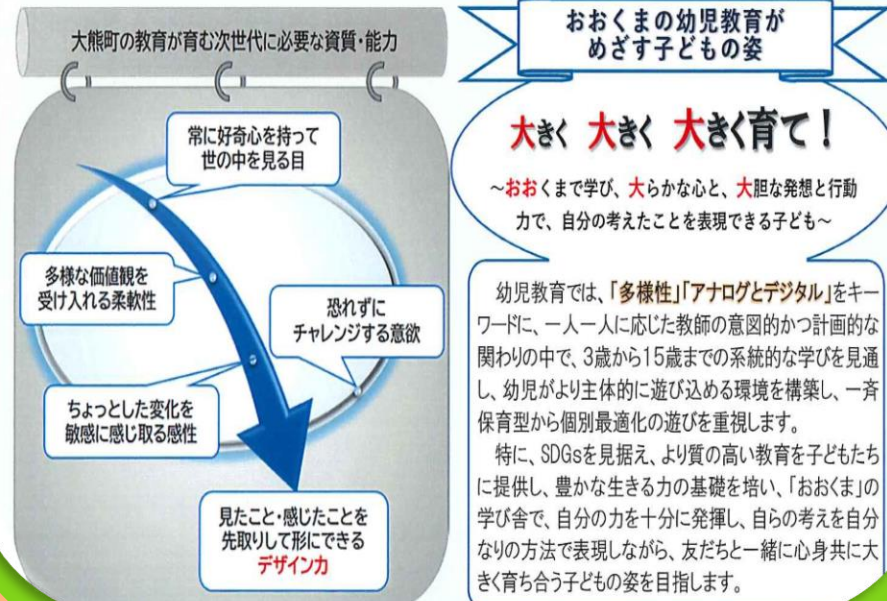 大熊町の教育が育む次世代に必要な資質・能力
常に好奇心を持って
世の中を見る目
多様な価値観を
受け入れる柔軟性
恐れずに
チャレンジする意欲
ちょっとした変化を
敏感に感じ取る感性
見たこと・感じたことを
先取りして形にできる
デザイン力
おおくまの幼児教育が
めざす子どもの姿
大きく 大きく 大きく育て！
～おおくまで学び、大らかな心と、大胆な発想と行動
力で、自分の考えたことを表現できる子ども～
幼児教育では、「多様性」「アナログとデジタル」をキー
ワードに、一人一人に応じた教師の意図的かつ計画的な
関わりの中で、3歳から15歳までの系統的な学びを見通
し、幼児がより主体的に遊び込める環境を構築し、一斉
保育型から個別最適化の遊びを重視します。
特に、SDGsを見据え、より質の高い教育を子どもたち
に提供し、豊かな生きる力の基礎を培い、「おおくま」の
学び舎で、自分の力を十分に発揮し、自らの考えを自分
なりの方法で表現しながら、友だちと一緒に心身共に大
きく育ち合う子どもの姿を目指します。